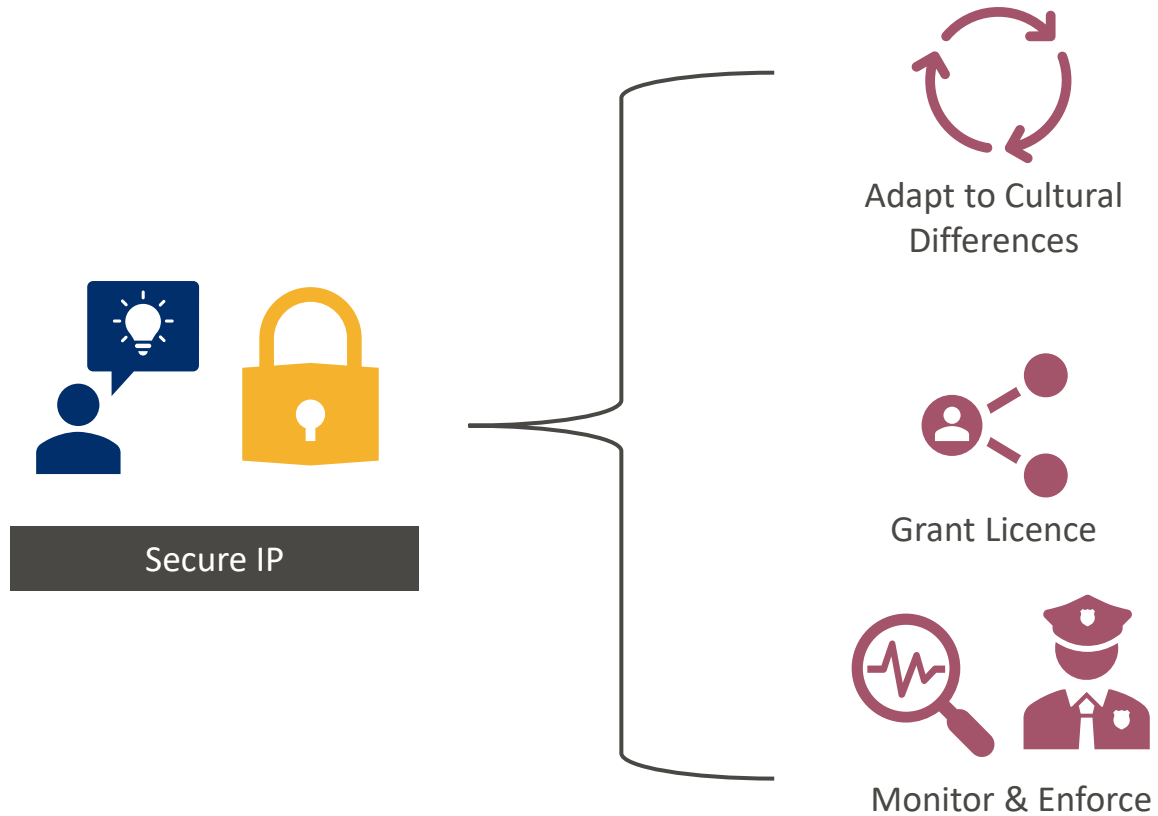 Adapt to Cultural
Differences
Secure IP
Grant Licence
Monitor & Enforce